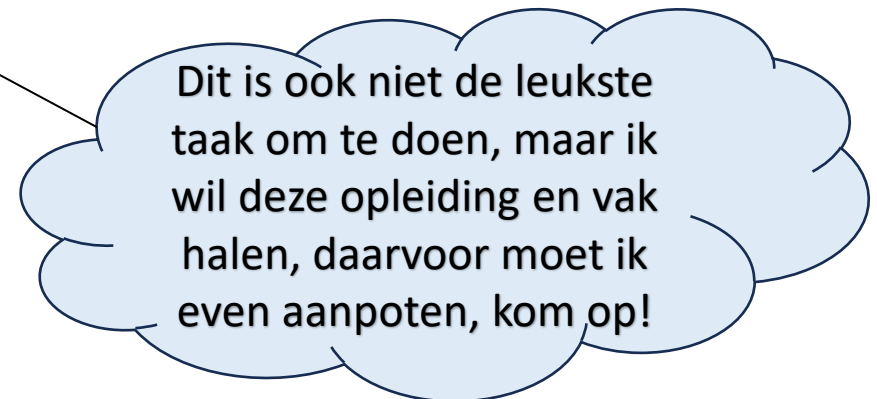 Dit is ook niet de leukste
taak om te doen, maar ik
wil deze opleiding en vak
halen, daarvoor moet ik
even aanpoten, kom op!